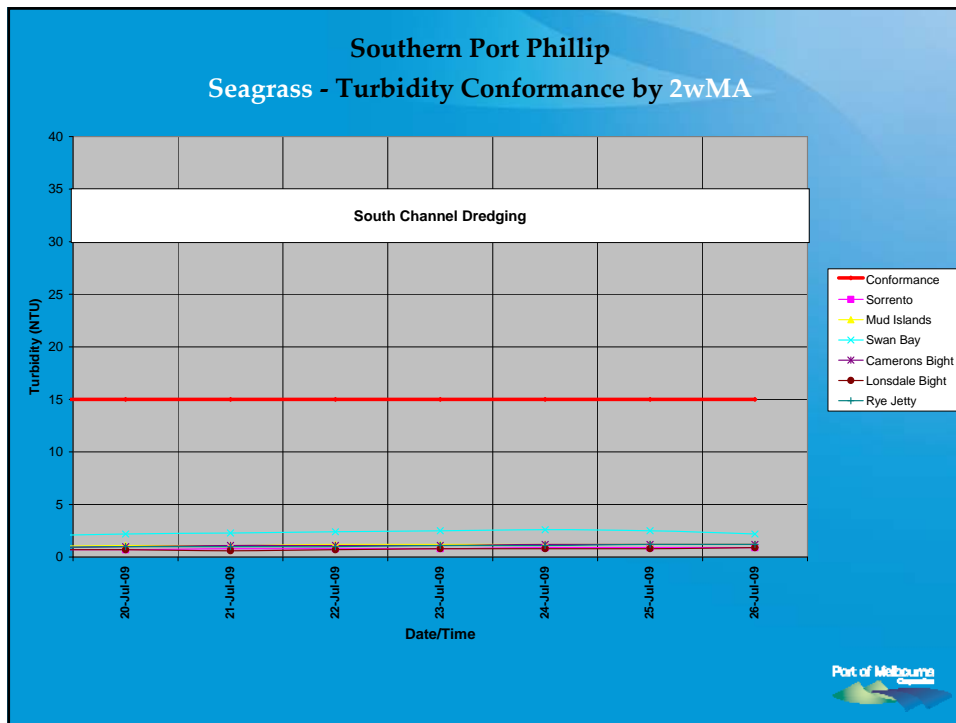 Southern Port Phillip
Seagrass - Turbidity Conformance by 2wMA
40
35
30
25
20
15
10
5
0
Turbidity (NTU)
South Channel Dredging
20-Jul-09
21-Jul-09
22-Jul-09
23-Jul-09
24-Jul-09
25-Jul-09
26-Jul-09
Date/Time
Conformance
Sorrento
Mud Islands
Swan Bay
Camerons Bight
Lonsdale Bight
Rye Jetty
Port of Melbourne
Corporation